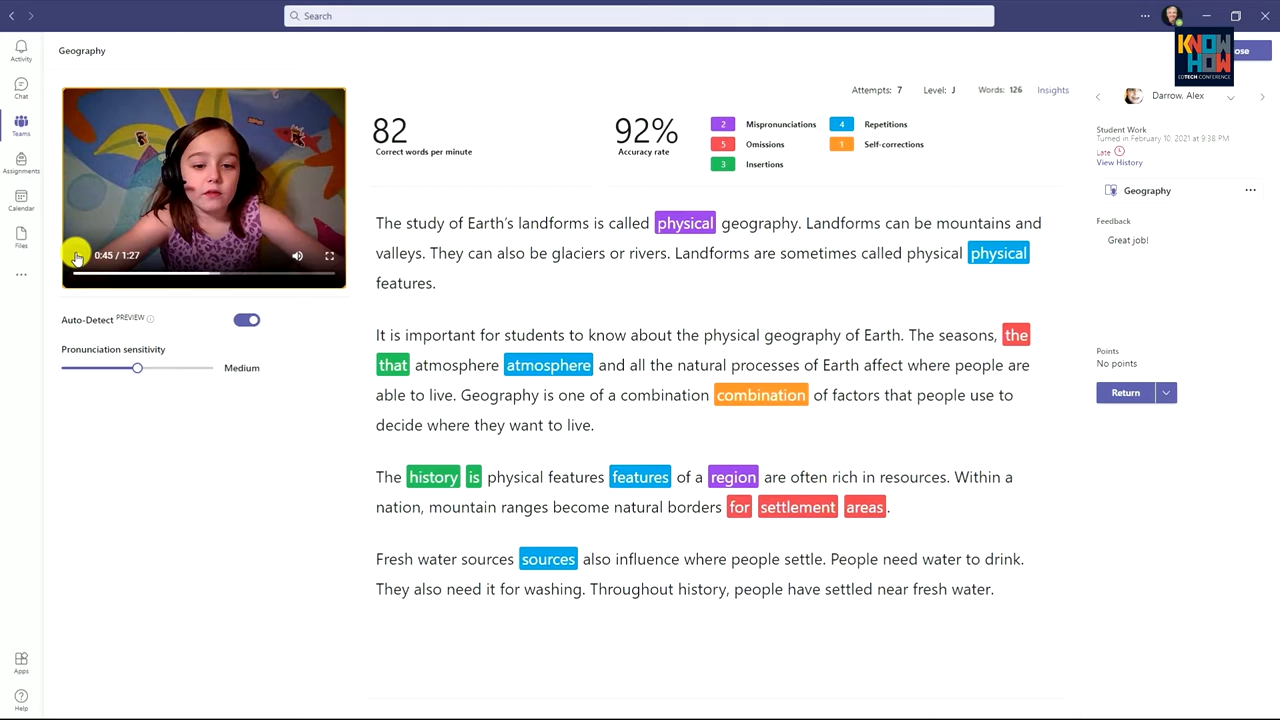 Search
KNOW
HOW
EDTECH CONFERENCE
ose
Activity
Chat
Teams
Assignments
Calendar
Files
Apps
Help
Geography
0:45 / 1:27
Auto-Detect PREVIEW
Pronunciation sensitivity
Medium
Attempts: 7 Level: J Words: 126 Insights
82
Correct words per minute
92%
Accuracy rate
2 Mispronunciations 4 Repetitions
5 Omissions 1 Self-corrections
3 Insertions
The study of Earth's landforms is called physical geography. Landforms can be mountains and
valleys. They can also be glaciers or rivers. Landforms are sometimes called physical physical
features.
It is important for students to know about the physical geography of Earth. The seasons, the
that atmosphere atmosphere and all the natural processes of Earth affect where people are
able to live. Geography is one of a combination combination of factors that people use to
decide where they want to live.
The history is physical features features of a region are often rich in resources. Within a
nation, mountain ranges become natural borders for settlement areas.
Fresh water sources sources also influence where people settle. People need water to drink.
They also need it for washing. Throughout history, people have settled near fresh water.
Darrow, Alex
Student Work
Turned in February 10, 2021 at 9:38 PM
Late
View History
Geography
Feedback
Great job!
Points
No points
Return